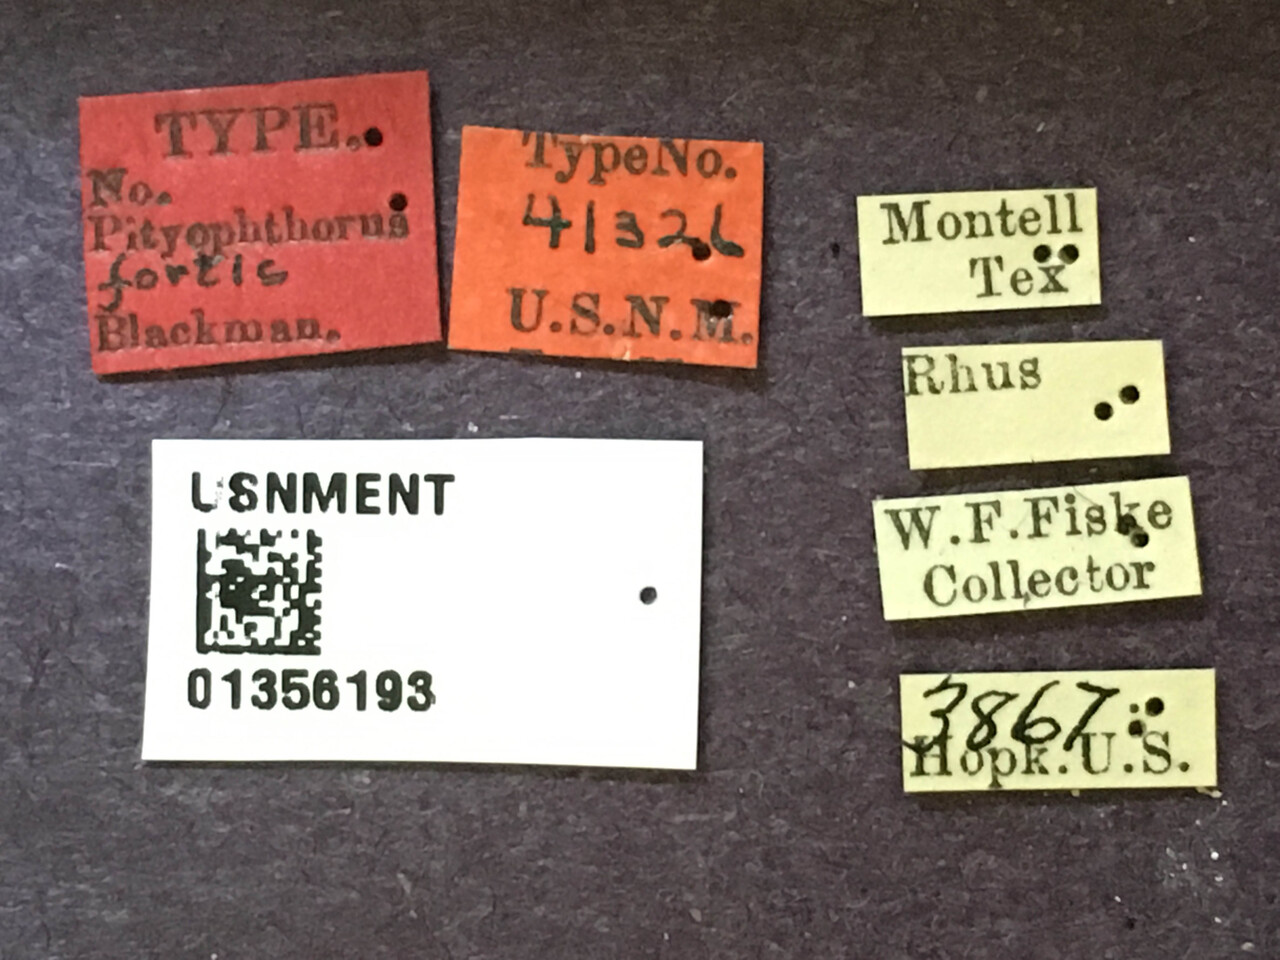 TYPE.
No.
Pityophthorus
fortis
Blackman.
TypeNo.
41326
U.S.N.M.
Montell
Tex
Rhus
W.F.Fiske
Collector
3867
Hopk.U.S.
USNMENT
01356193